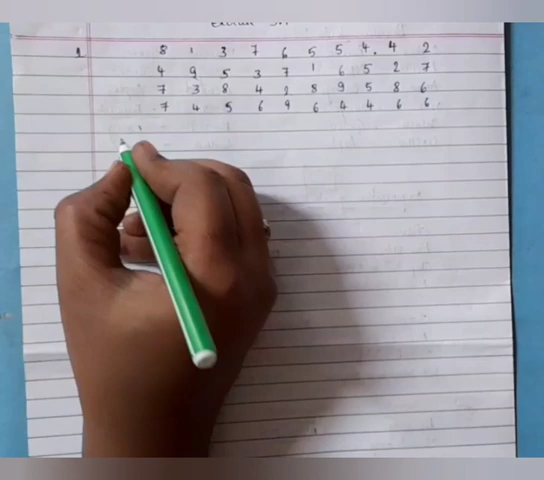 1 8 1 3 7 6 5 5 4 4 2
4 9 5 3 7 1 6 5 2 7
7 3 8 4 2 8 9 5 8 6
7 4 5 6 9 6 4 4 6 6